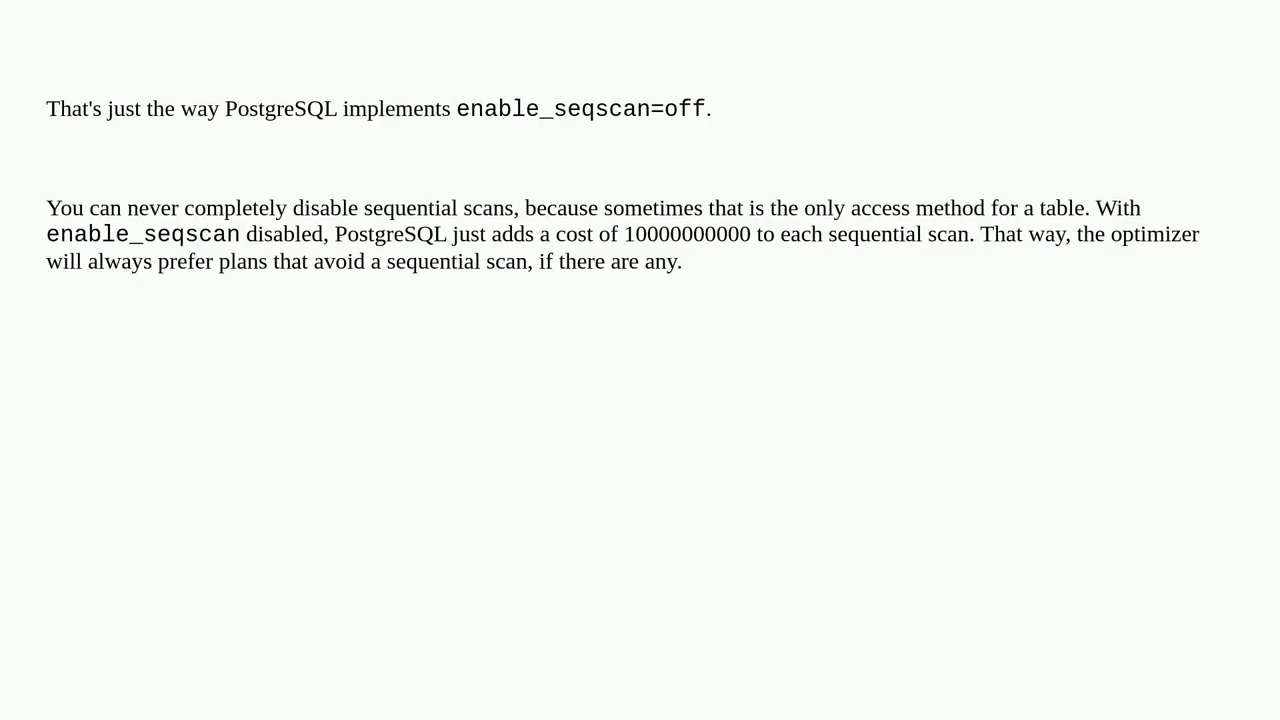 That's just the way PostgreSQL implements enable_seqscan=off.
You can never completely disable sequential scans, because sometimes that is the only access method for a table. With
enable_seqscan disabled, PostgreSQL just adds a cost of 10000000000 to each sequential scan. That way, the optimizer
will always prefer plans that avoid a sequential scan, if there are any.